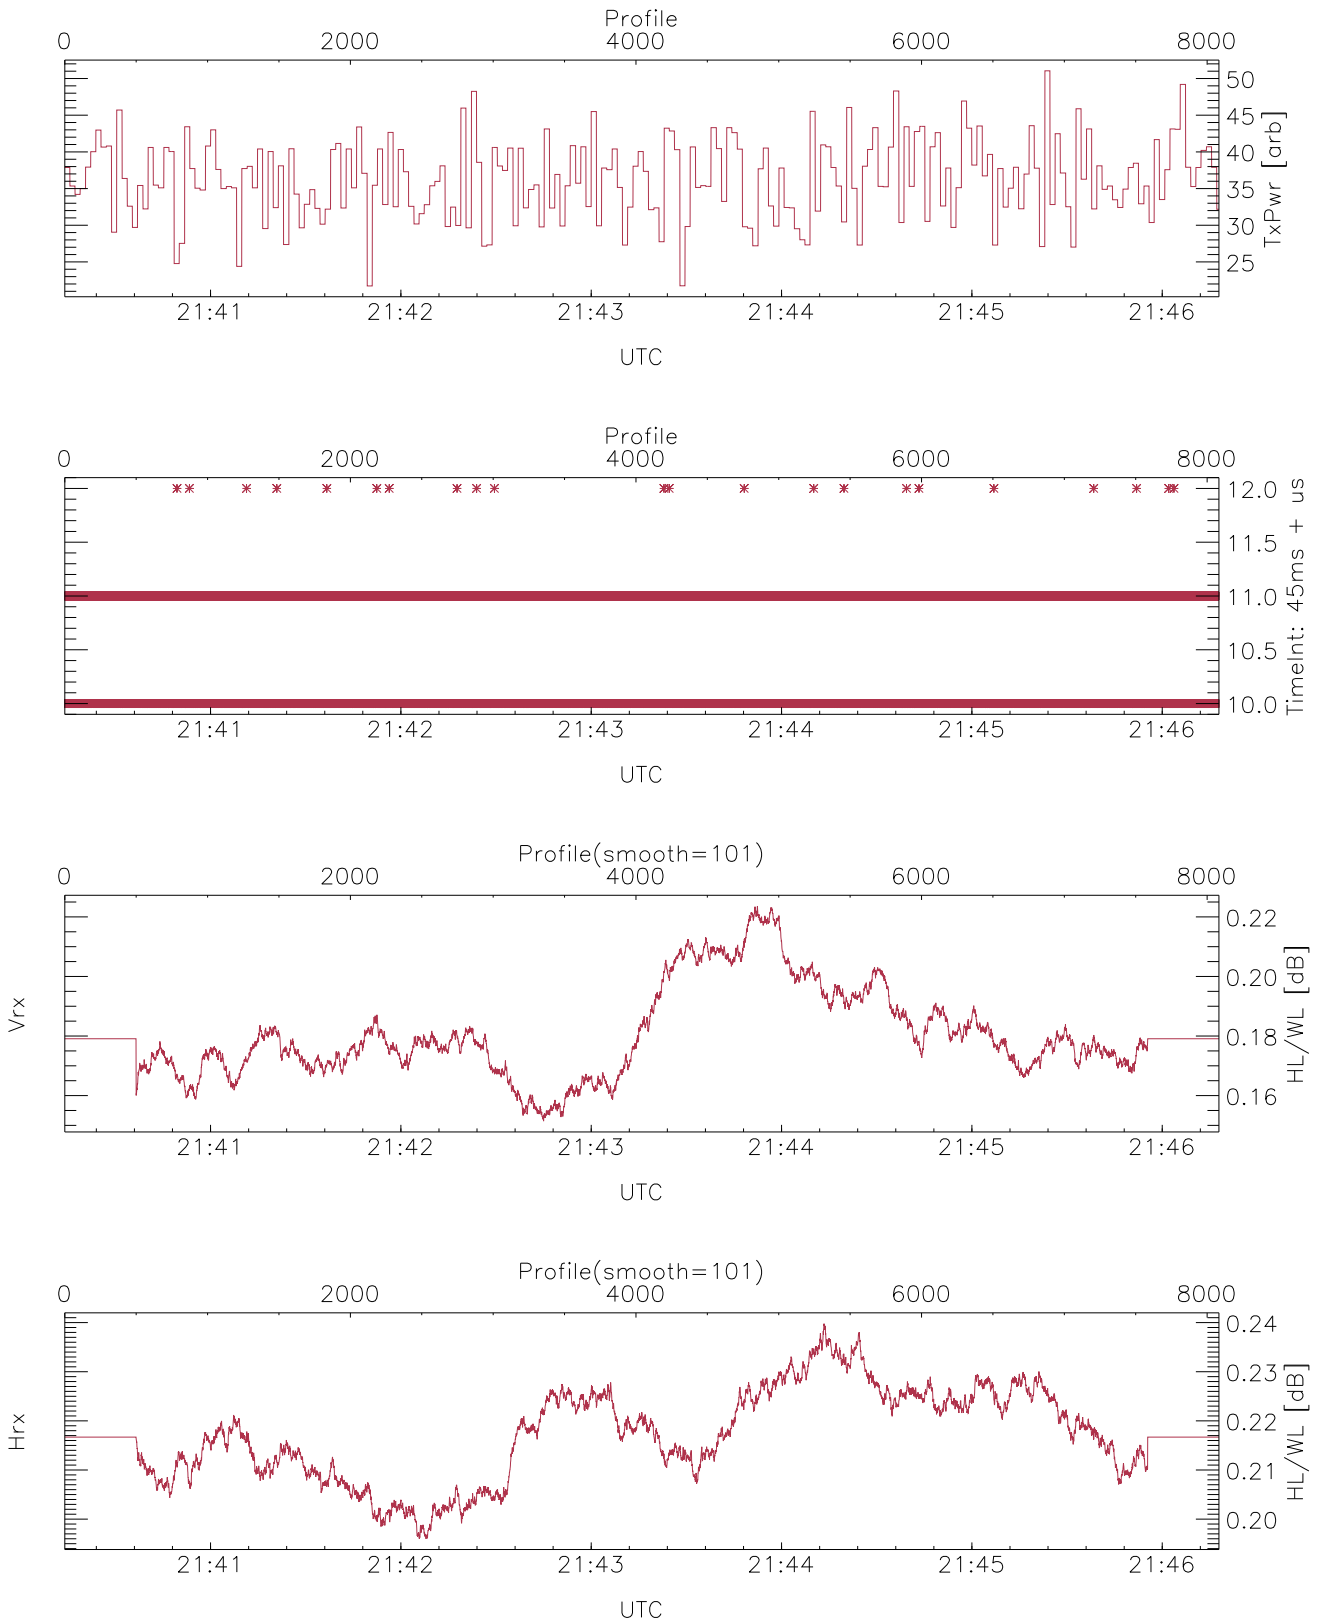 Profile
0 2000 4000 6000 8000
50
45
40
35
30
25
TxPwr [arb]
21:41 21:42 21:43 21:44 21:45 21:46
UTC
Profile
0 2000 4000 6000 8000
12.0
11.5
11.0
10.5
10.0
TimeInt: 45ms + us
21:41 21:42 21:43 21:44 21:45 21:46
UTC
Profile(smooth=101)
0 2000 4000 6000 8000
Vrx
0.22
0.20
0.18
0.16
HL/WL [dB]
21:41 21:42 21:43 21:44 21:45 21:46
UTC
Profile(smooth=101)
0 2000 4000 6000 8000
Hrx
0.24
0.23
0.22
0.21
0.20
HL/WL [dB]
21:41 21:42 21:43 21:44 21:45 21:46
UTC